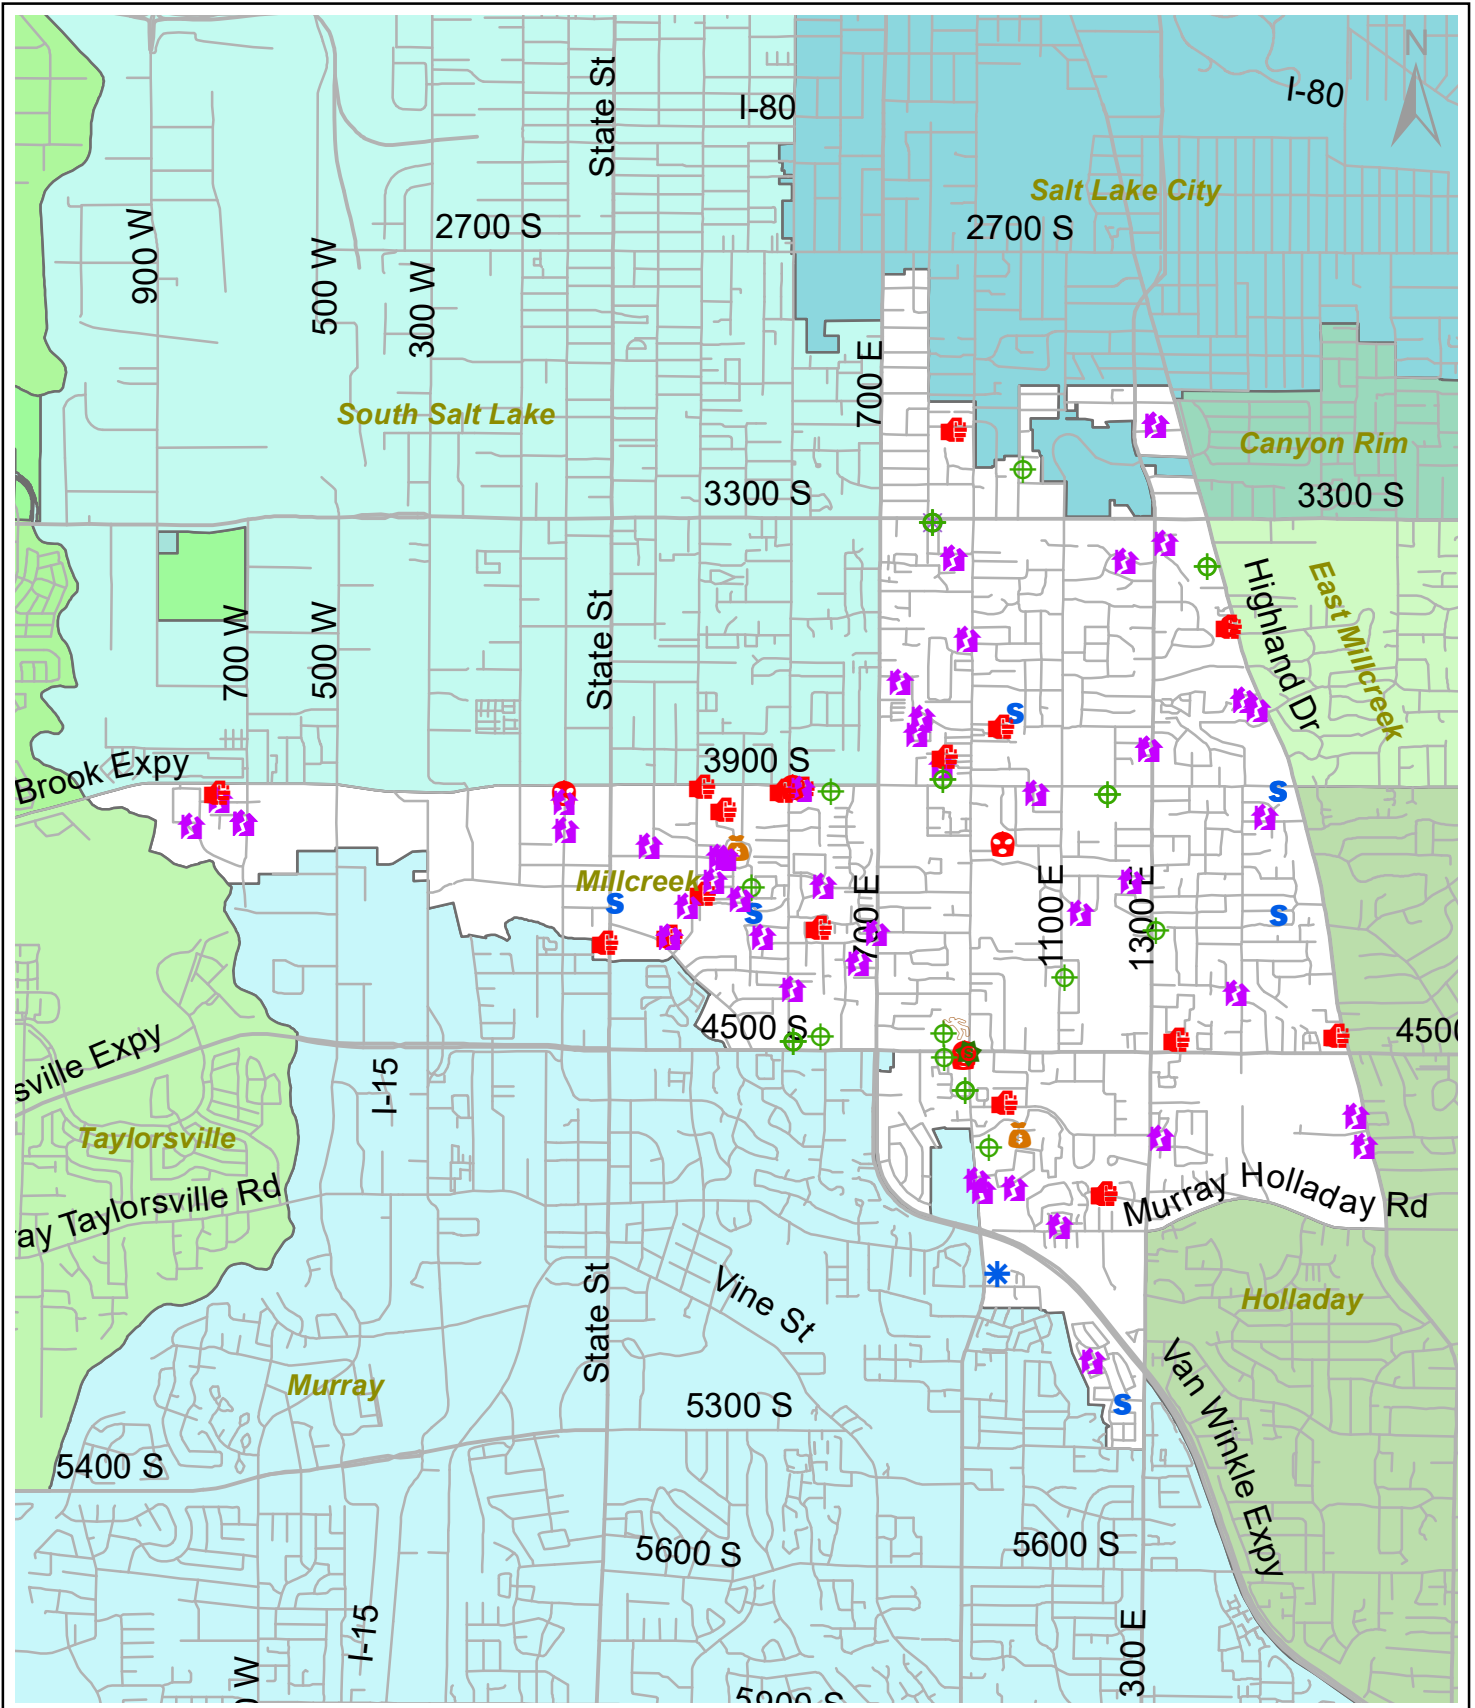 N
State St
I-80
I-80
Salt Lake City
900 W
2700 S
2700 S
500 W
300 W
700 E
South Salt Lake
Canyon Rim
3300 S
3300 S
Highland Dr
East Millcreek
State St
700 W
500 W
S
3900 S
Brook Expy
S
Millcreek
S
S
700 E
1100 E
1300 E
S
4500 S
4500
sville Expy
I-15
Taylorsville
ray Taylorsville Rd
Murray Holladay Rd
State St
Vine St
Holladay
Murray
Van Winkle Expy
5300 S
S
5400 S
5600 S
5600 S
I-15
300 E
W
5900 S